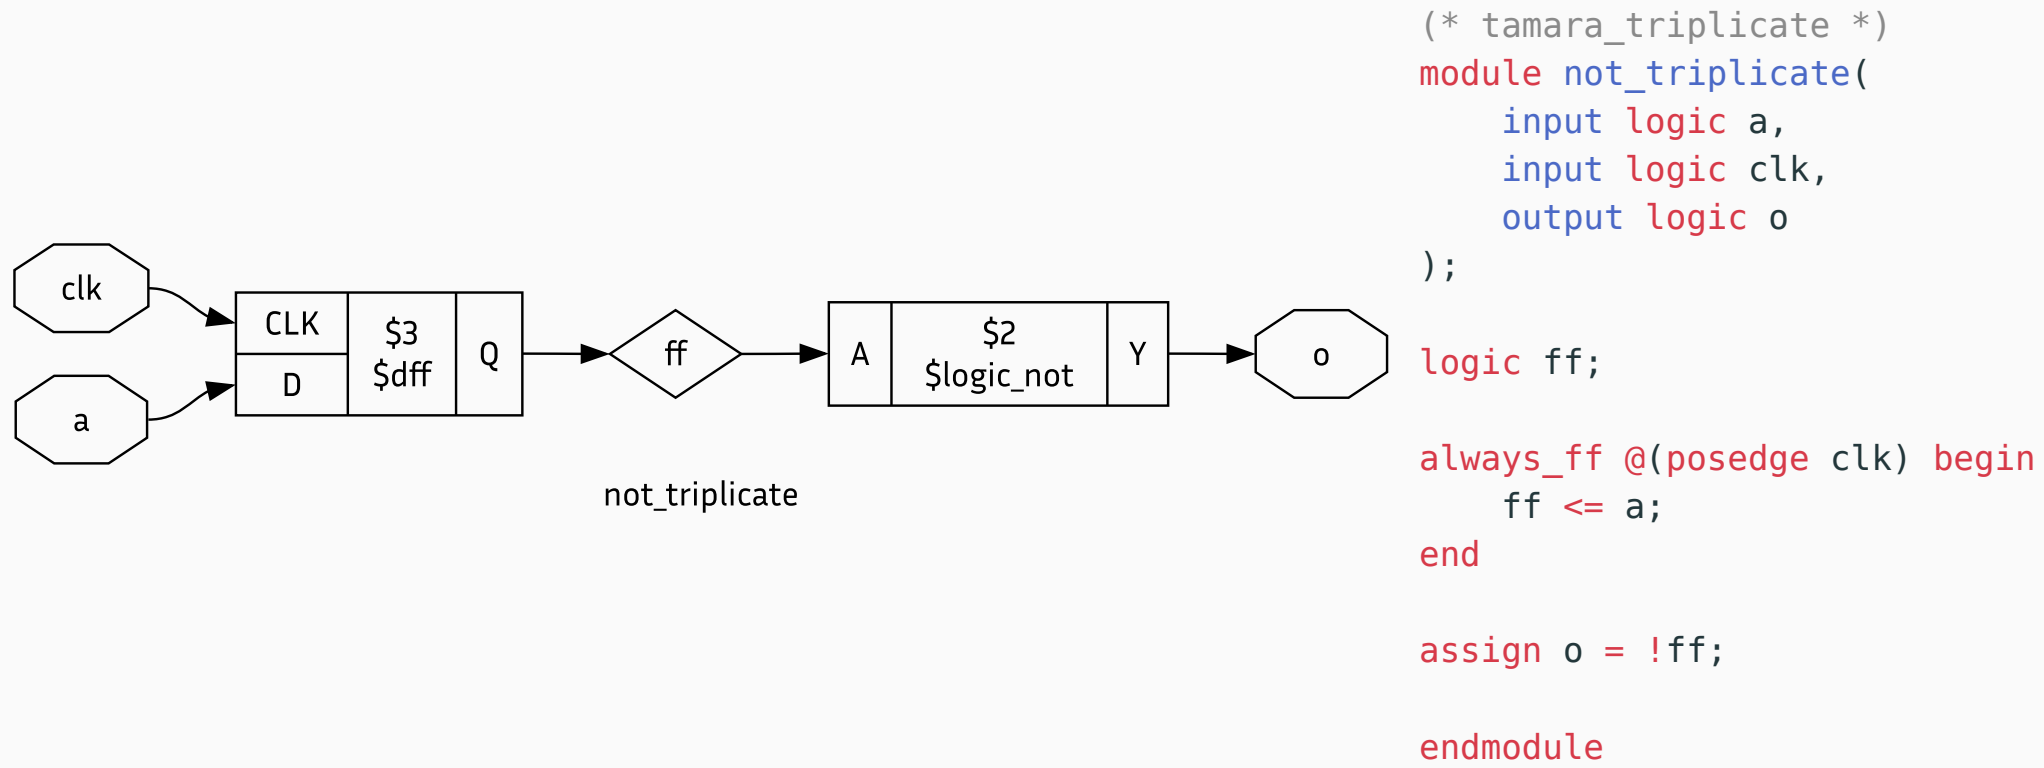 clk
a
CLK
D
$3
$dff
Q
ff
A
$2
$logic_not
Y
o
not_triplicate
(* tamara_triplicate *)
module not_triplicate(
    input logic a,
    input logic clk,
    output logic o
);
logic ff;
always_ff @(posedge clk) begin
    ff <= a;
end
assign o = !ff;
endmodule